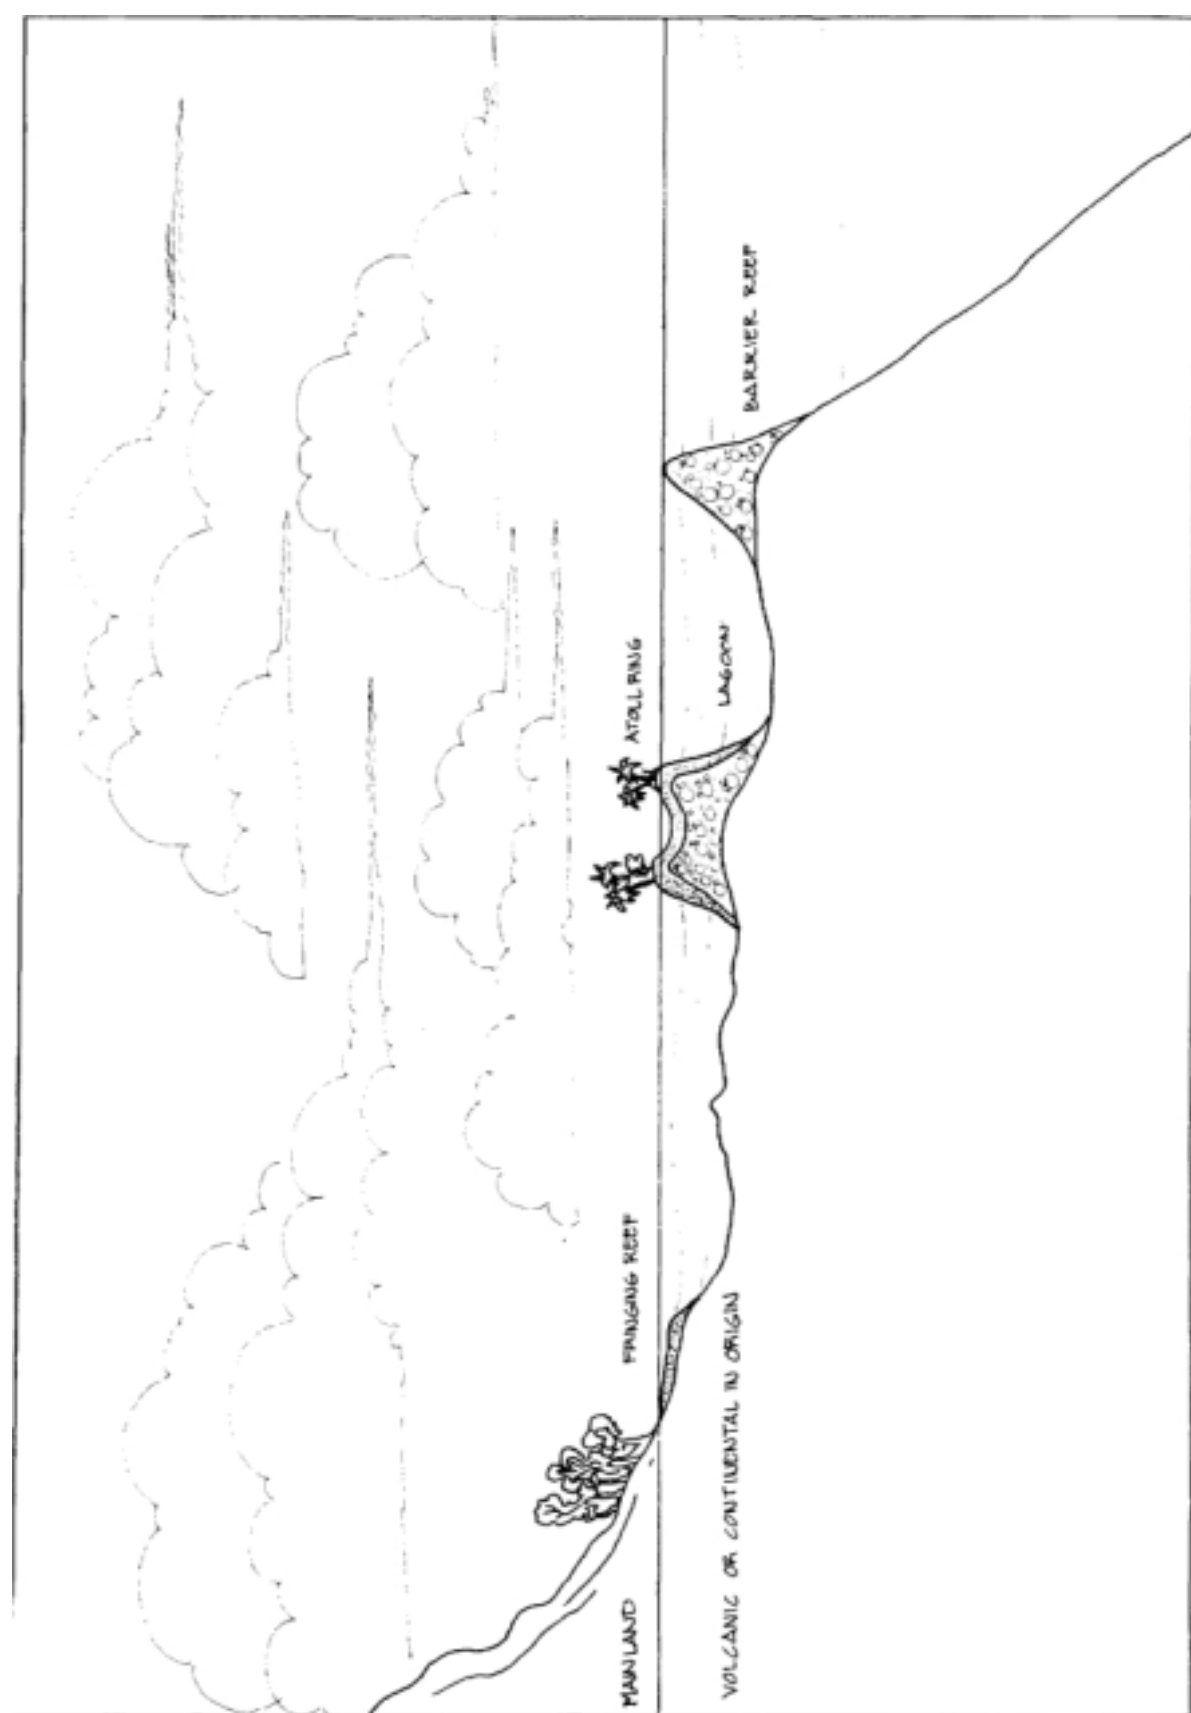 MAINLAND
FRINGING REEF
ATOLL RING
LAGOON
BARRIER REEF
VOLCANIC OR CONTINENTAL IN ORIGIN